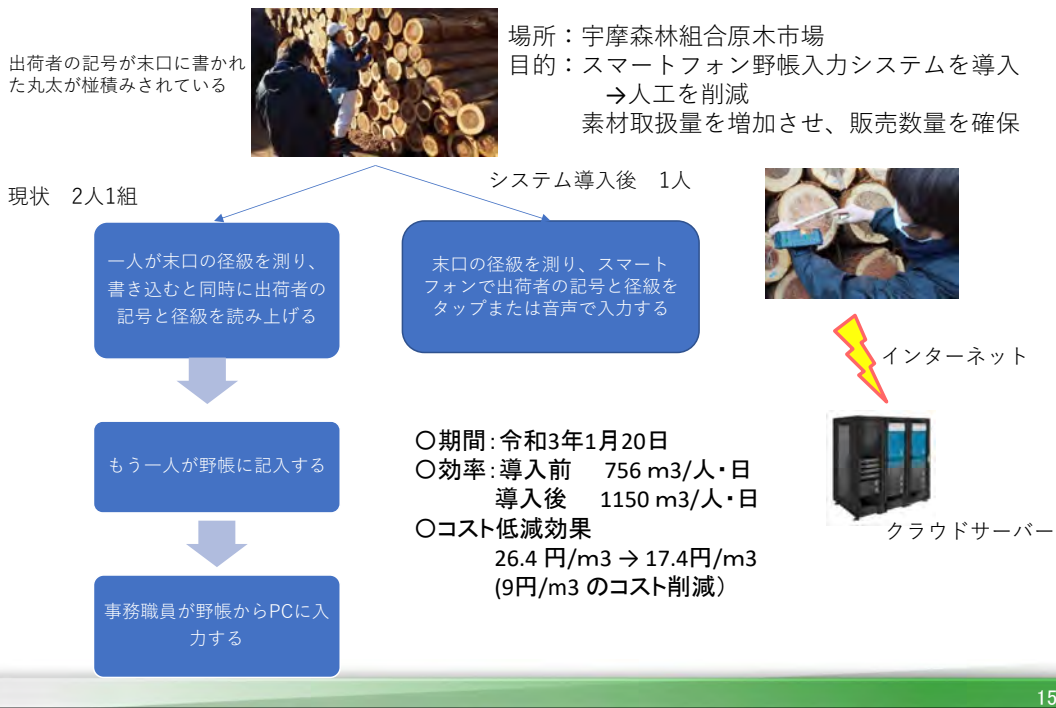 出荷者の記号が末口に書かれ
た丸太が椪積みされている
場所：宇摩森林組合原木市場
目的：スマートフォン野帳入力システムを導入
→人工を削減
素材取扱量を増加させ、販売数量を確保
現状　2人1組
システム導入後　1人
一人が末口の径級を測り、
書き込むと同時に出荷者の
記号と径級を読み上げる
末口の径級を測り、スマート
フォンで出荷者の記号と径級を
タップまたは音声で入力する
インターネット
もう一人が野帳に記入する
〇期間：令和3年1月20日
〇効率：導入前　756 m3/人・日
導入後　1150 m3/人・日
〇コスト低減効果
26.4 円/m3 → 17.4円/m3
(9円/m3 のコスト削減）
クラウドサーバー
事務職員が野帳からPCに入
力する
15